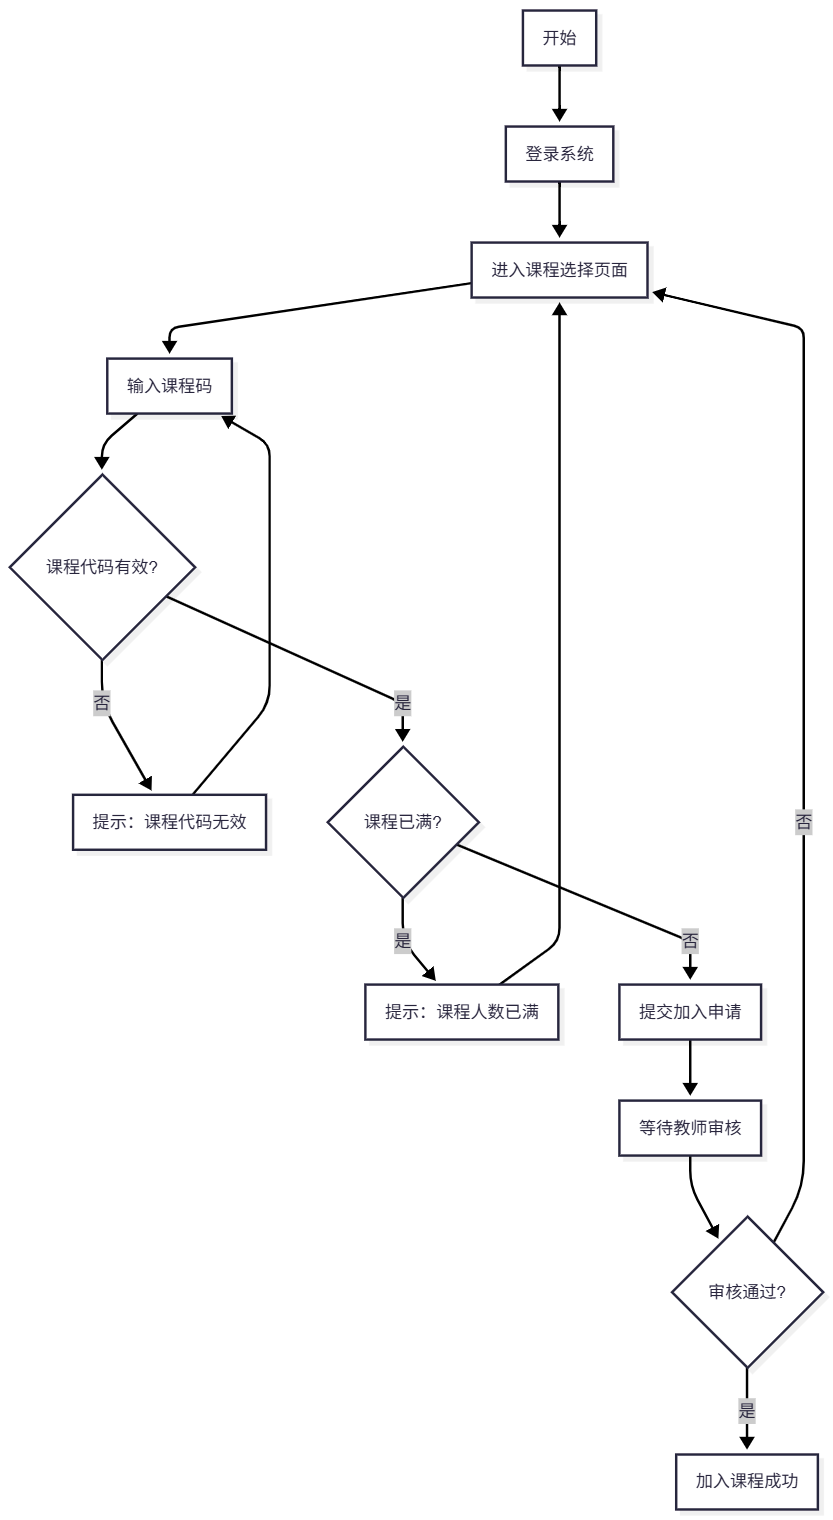 开始
登录系统
进入课程选择页面
输入课程码
课程代码有效?
否
是
提示：课程代码无效
课程已满?
否
是
否
提示：课程人数已满
提交加入申请
等待教师审核
审核通过?
是
加入课程成功